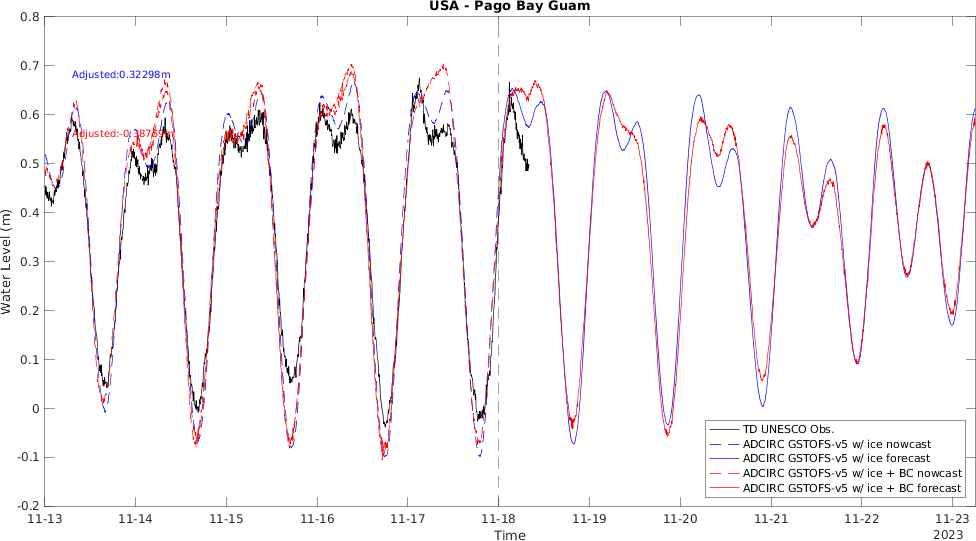 USA - Pago Bay Guam
0.8
0.7
0.6
0.5
0.4
0.3
0.2
0.1
0
-0.1
-0.2
Water Level (m)
Adjusted:0.32298m
11-13
11-14
11-15
11-16
11-17
11-18
11-19
11-20
11-21
11-22
11-23
2023
Time
TD UNESCO Obs.
ADCIRC GSTOFS-v5 w/ ice nowcast
ADCIRC GSTOFS-v5 w/ ice forecast
ADCIRC GSTOFS-v5 w/ ice + BC nowcast
ADCIRC GSTOFS-v5 w/ ice + BC forecast